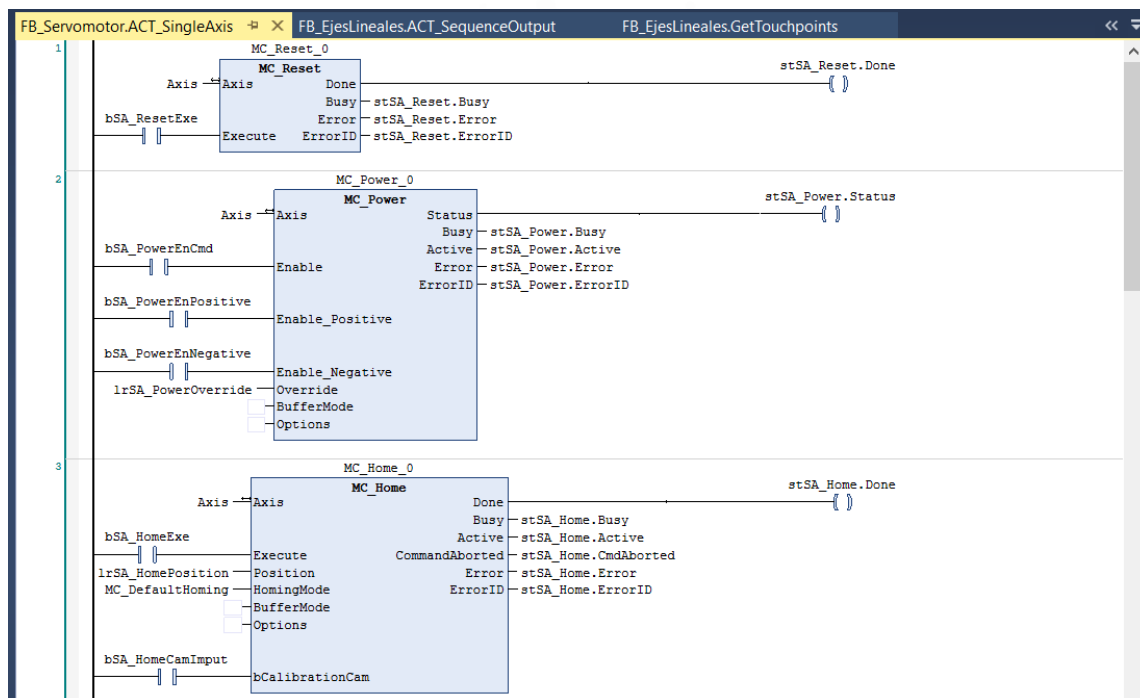 FB_Servomotor.ACT_SingleAxis FB_EjesLineales.ACT_SequenceOutput FB_EjesLineales.GetTouchpoints
1
MC_Reset_0
MC_Reset
stSA_Reset.Done
Axis Axis Done
Busy stSA_Reset.Busy
bSA_ResetExe Error stSA_Reset.Error
Execute ErrorID stSA_Reset.ErrorID
2
MC_Power_0
MC_Power
stSA_Power.Status
Axis Axis Status
Busy stSA_Power.Busy
bSA_PowerEnCmd Active stSA_Power.Active
Enable Error stSA_Power.Error
ErrorID stSA_Power.ErrorID
bSA_PowerEnPositive
Enable_Positive
bSA_PowerEnNegative
Enable_Negative
lrSA_PowerOverride Override
BufferMode
Options
3
MC_Home_0
MC_Home
stSA_Home.Done
Axis Axis Done
Busy stSA_Home.Busy
bSA_HomeExe Active stSA_Home.Active
Execute CommandAborted stSA_Home.CmdAborted
lrSA_HomePosition Position Error stSA_Home.Error
MC_DefaultHoming HomingMode ErrorID stSA_Home.ErrorID
BufferMode
Options
bSA_HomeCamImput
bCalibrationCam